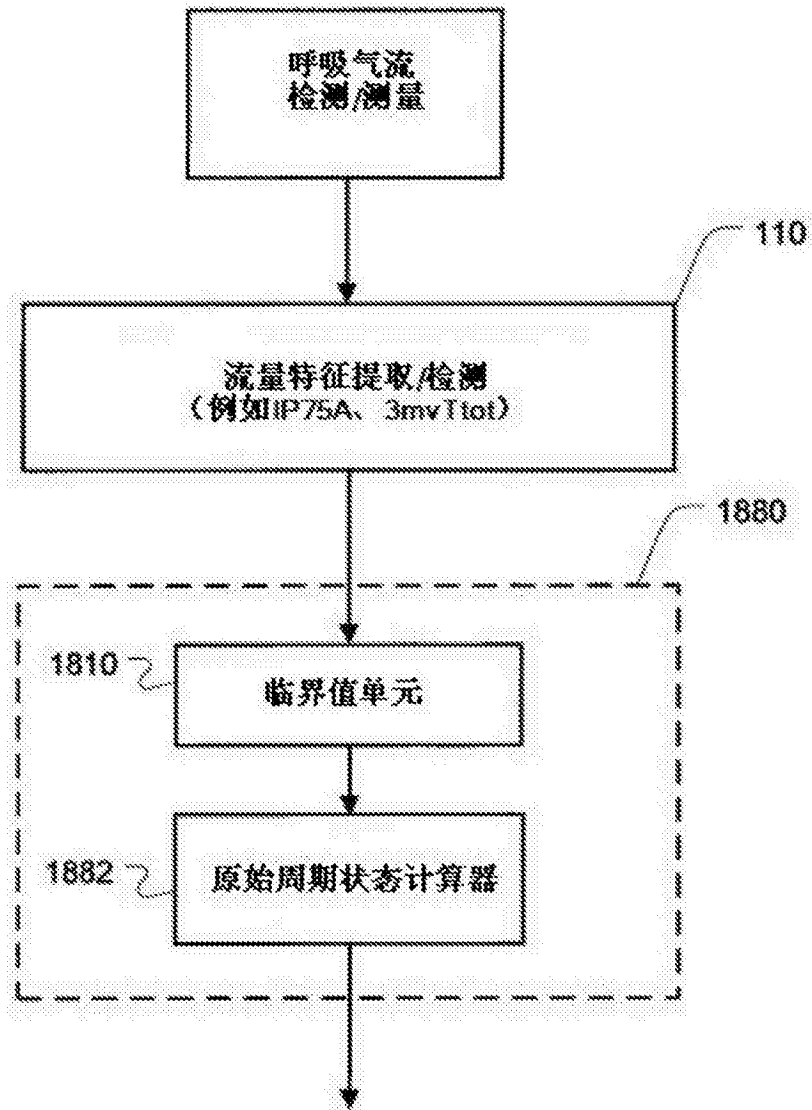 呼吸气流
检测/测量
110
流量特征提取/检测
（例如IP75A、3mvTtot）
1880
1810
临界值单元
1882
原始周期状态计算器